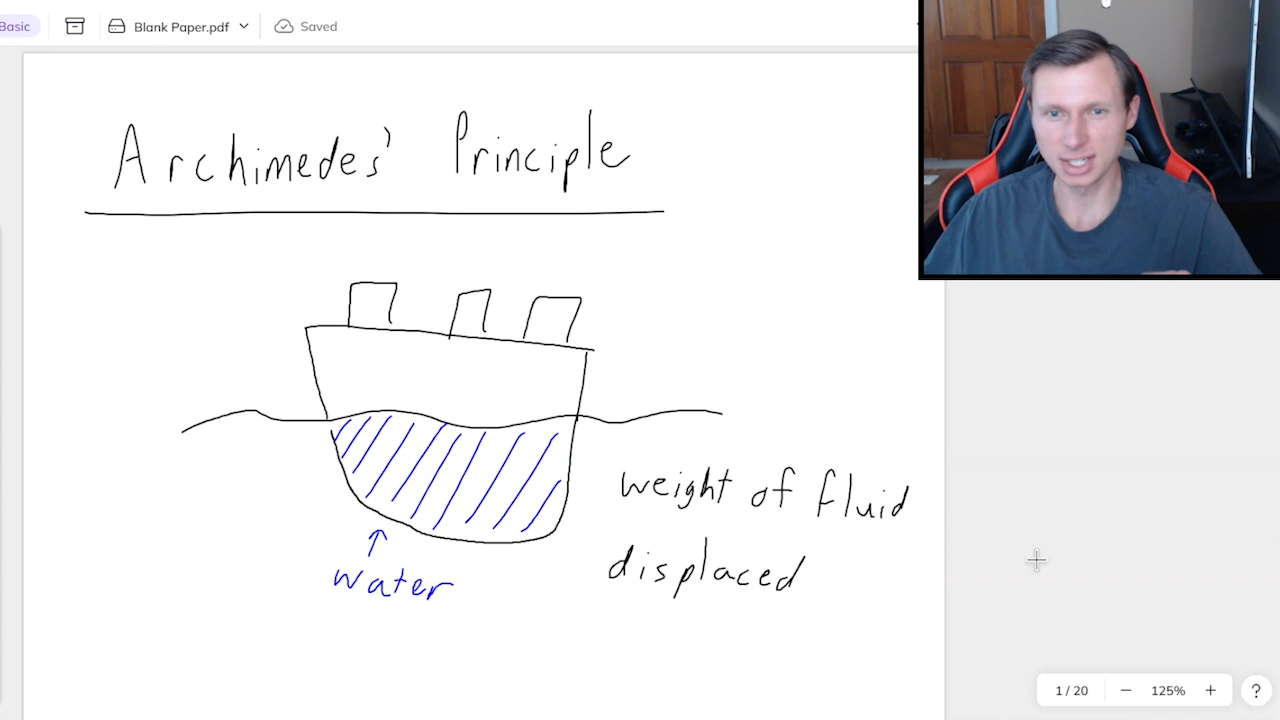 Basic
Blank Paper.pdf
Saved
Archimedes' Principle
weight of fluid
displaced
water
1 / 20
125%
?